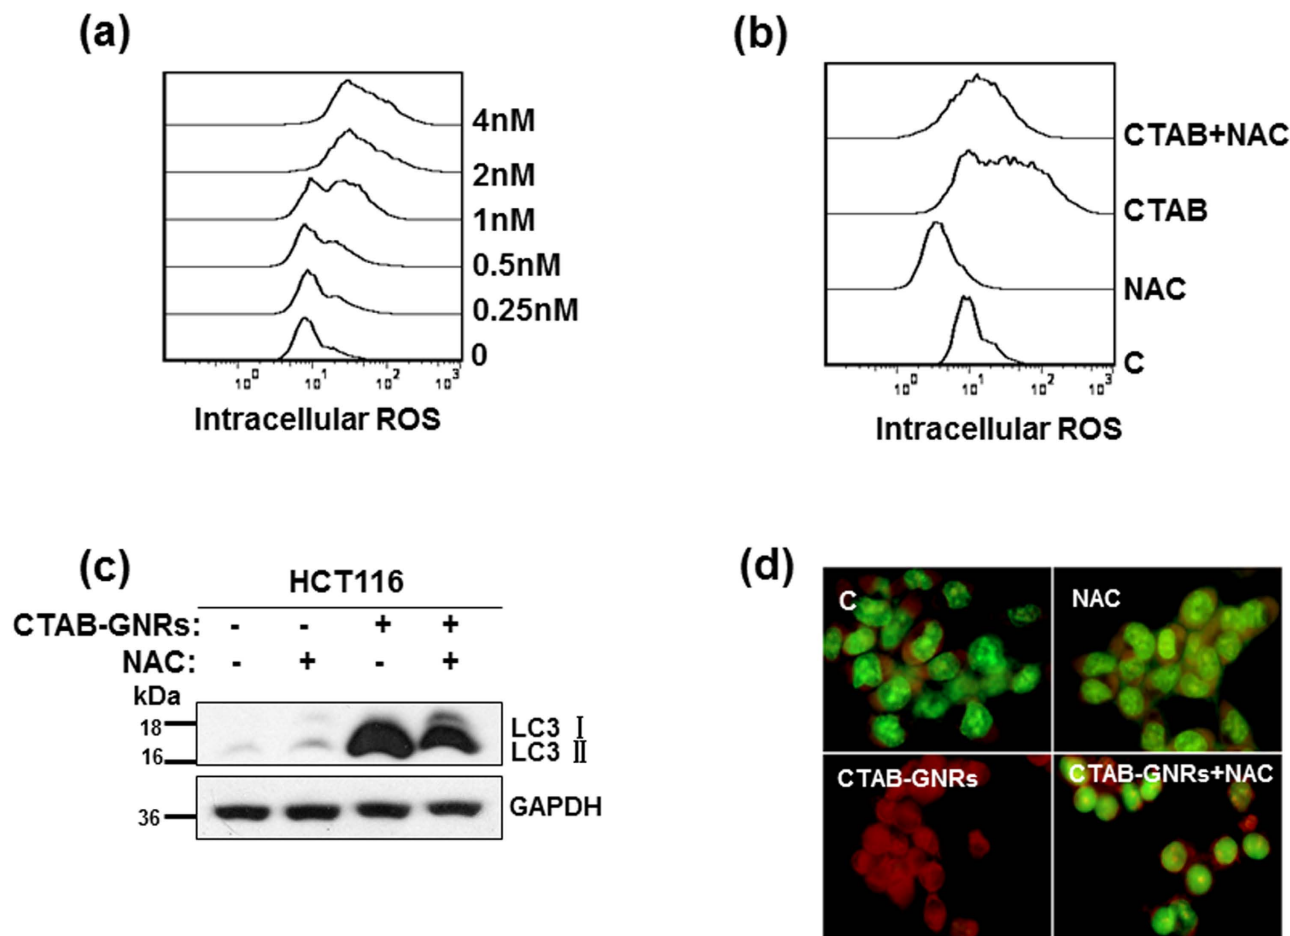 (a)
4nM
2nM
1nM
0.5nM
0.25nM
0
10⁰ 10¹ 10² 10³
Intracellular ROS
(b)
CTAB+NAC
CTAB
NAC
C
10⁰ 10¹ 10² 10³
Intracellular ROS
(c)
HCT116
CTAB-GNRs: - - + +
NAC: - + - +
kDa
18
16
LC3 Ⅰ
LC3 Ⅱ
36
GAPDH
(d)
C
NAC
CTAB-GNRs
CTAB-GNRs+NAC